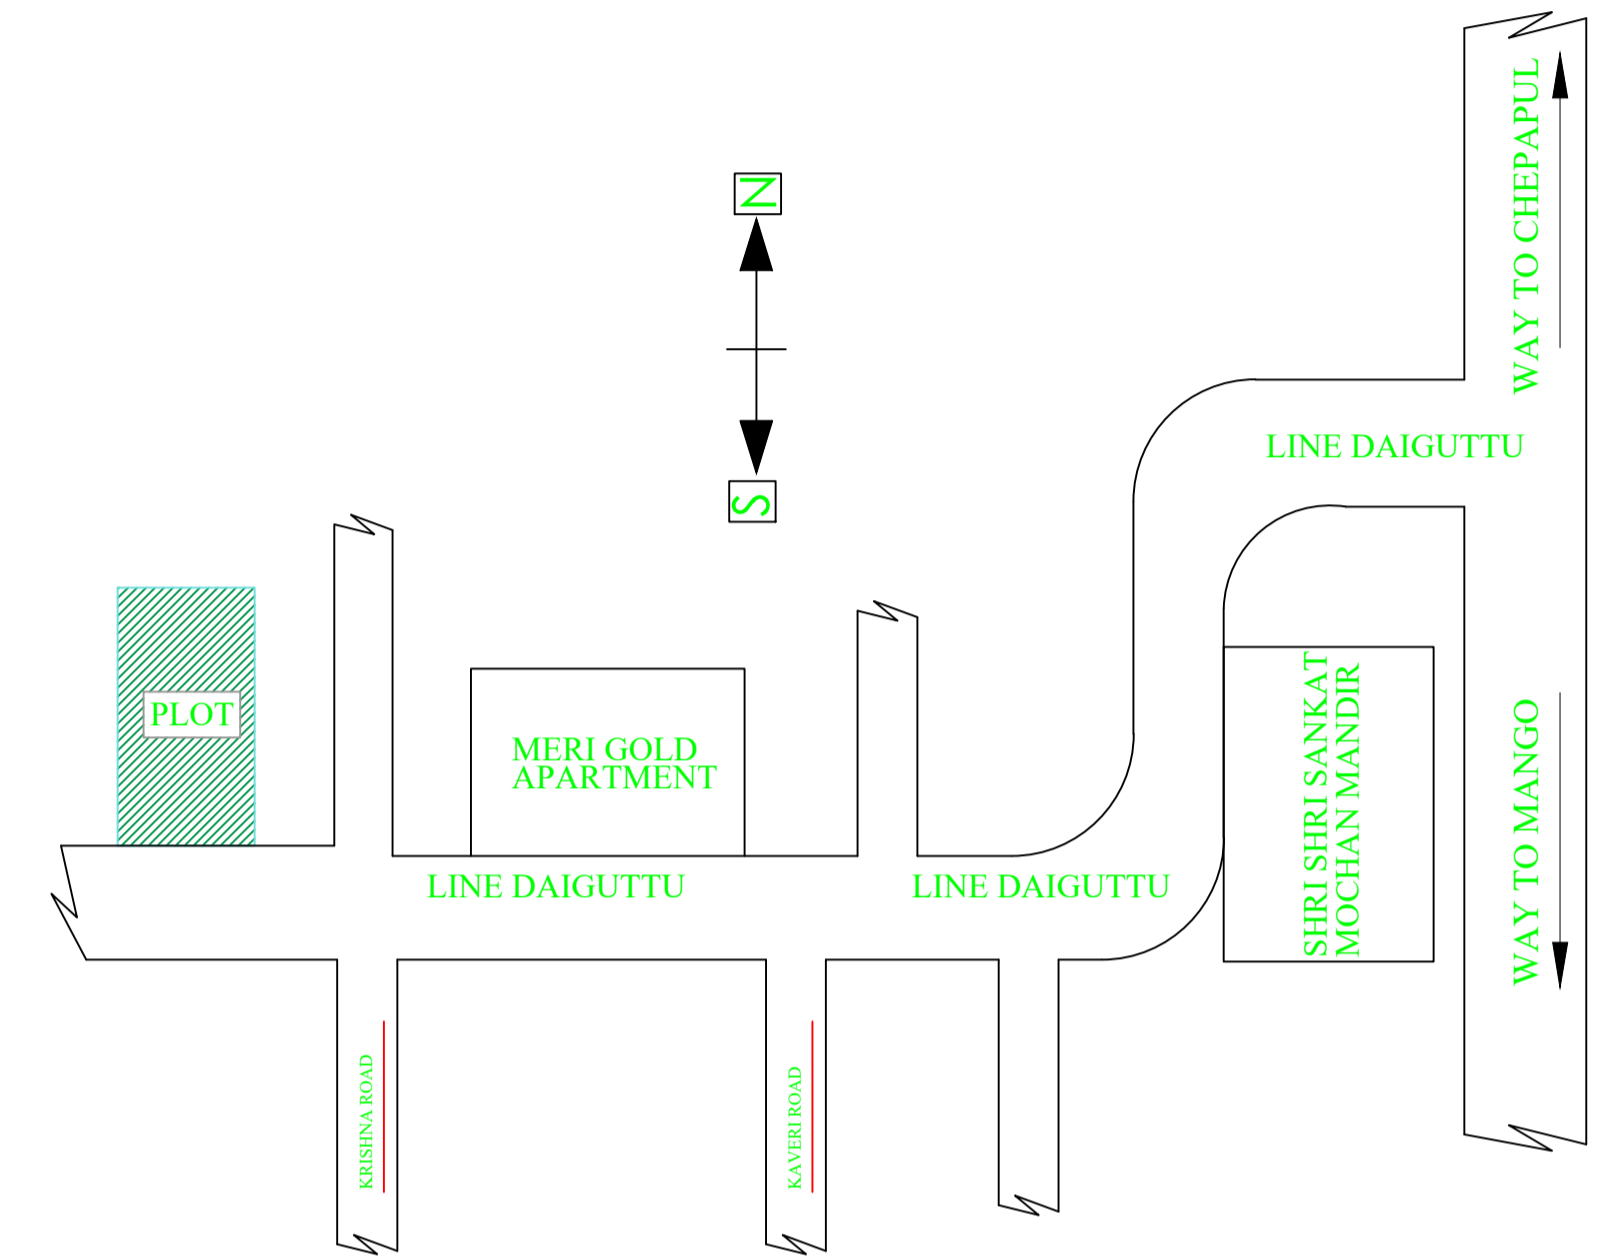 WAY TO CHEPAPUL
N
S
LINE DAIGUTTU
PLOT
MERI GOLD
APARTMENT
SHRI SHRI SANKAT
MOCHAN MANDIR
WAY TO MANGO
LINE DAIGUTTU
LINE DAIGUTTU
KRISHNA ROAD
KAVERI ROAD